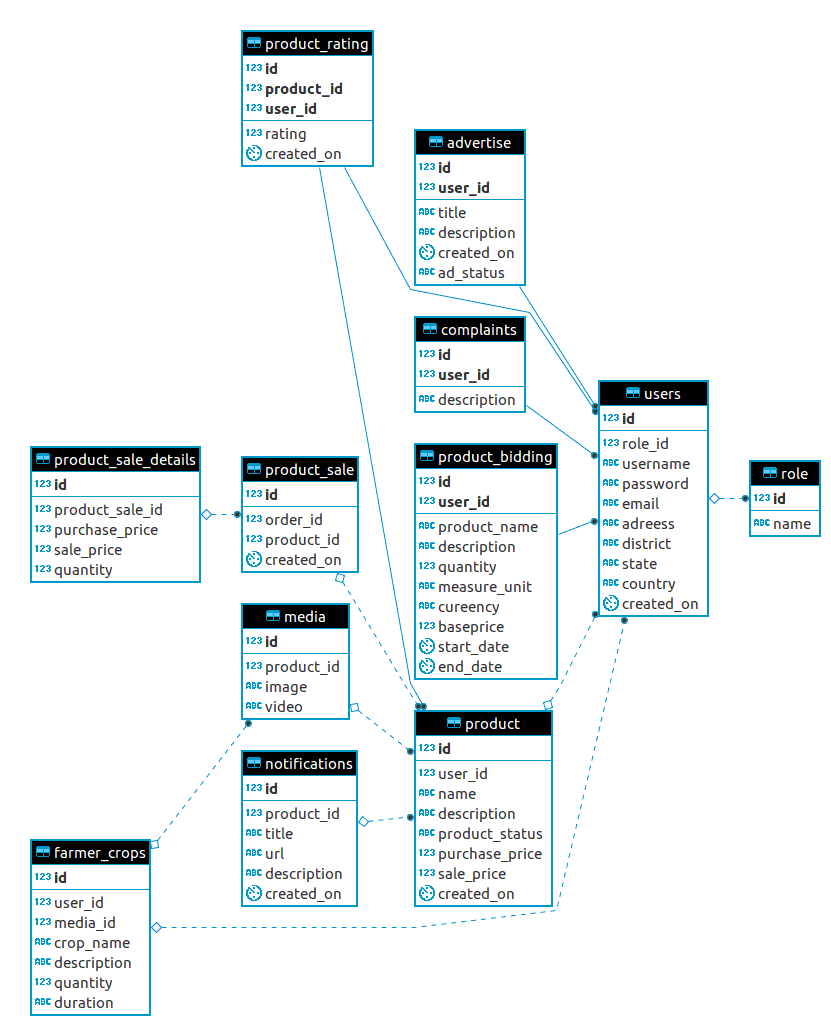 product_rating
123 id
123 product_id
123 user_id
123 rating
created_on
advertise
123 id
123 user_id
ABC title
ABC description
created_on
ABC ad_status
complaints
123 id
123 user_id
ABC description
users
123 id
123 role_id
ABC username
ABC password
ABC email
ABC adreess
ABC district
ABC state
ABC country
created_on
role
123 id
ABC name
product_sale_details
123 id
123 product_sale_id
123 purchase_price
123 sale_price
123 quantity
product_sale
123 id
123 order_id
123 product_id
created_on
product_bidding
123 id
123 user_id
ABC product_name
ABC description
123 quantity
ABC measure_unit
ABC cureency
123 baseprice
start_date
end_date
media
123 id
123 product_id
ABC image
ABC video
product
123 id
123 user_id
ABC name
ABC description
ABC product_status
123 purchase_price
123 sale_price
created_on
notifications
123 id
123 product_id
ABC title
ABC url
ABC description
created_on
farmer_crops
123 id
123 user_id
123 media_id
ABC crop_name
ABC description
123 quantity
ABC duration